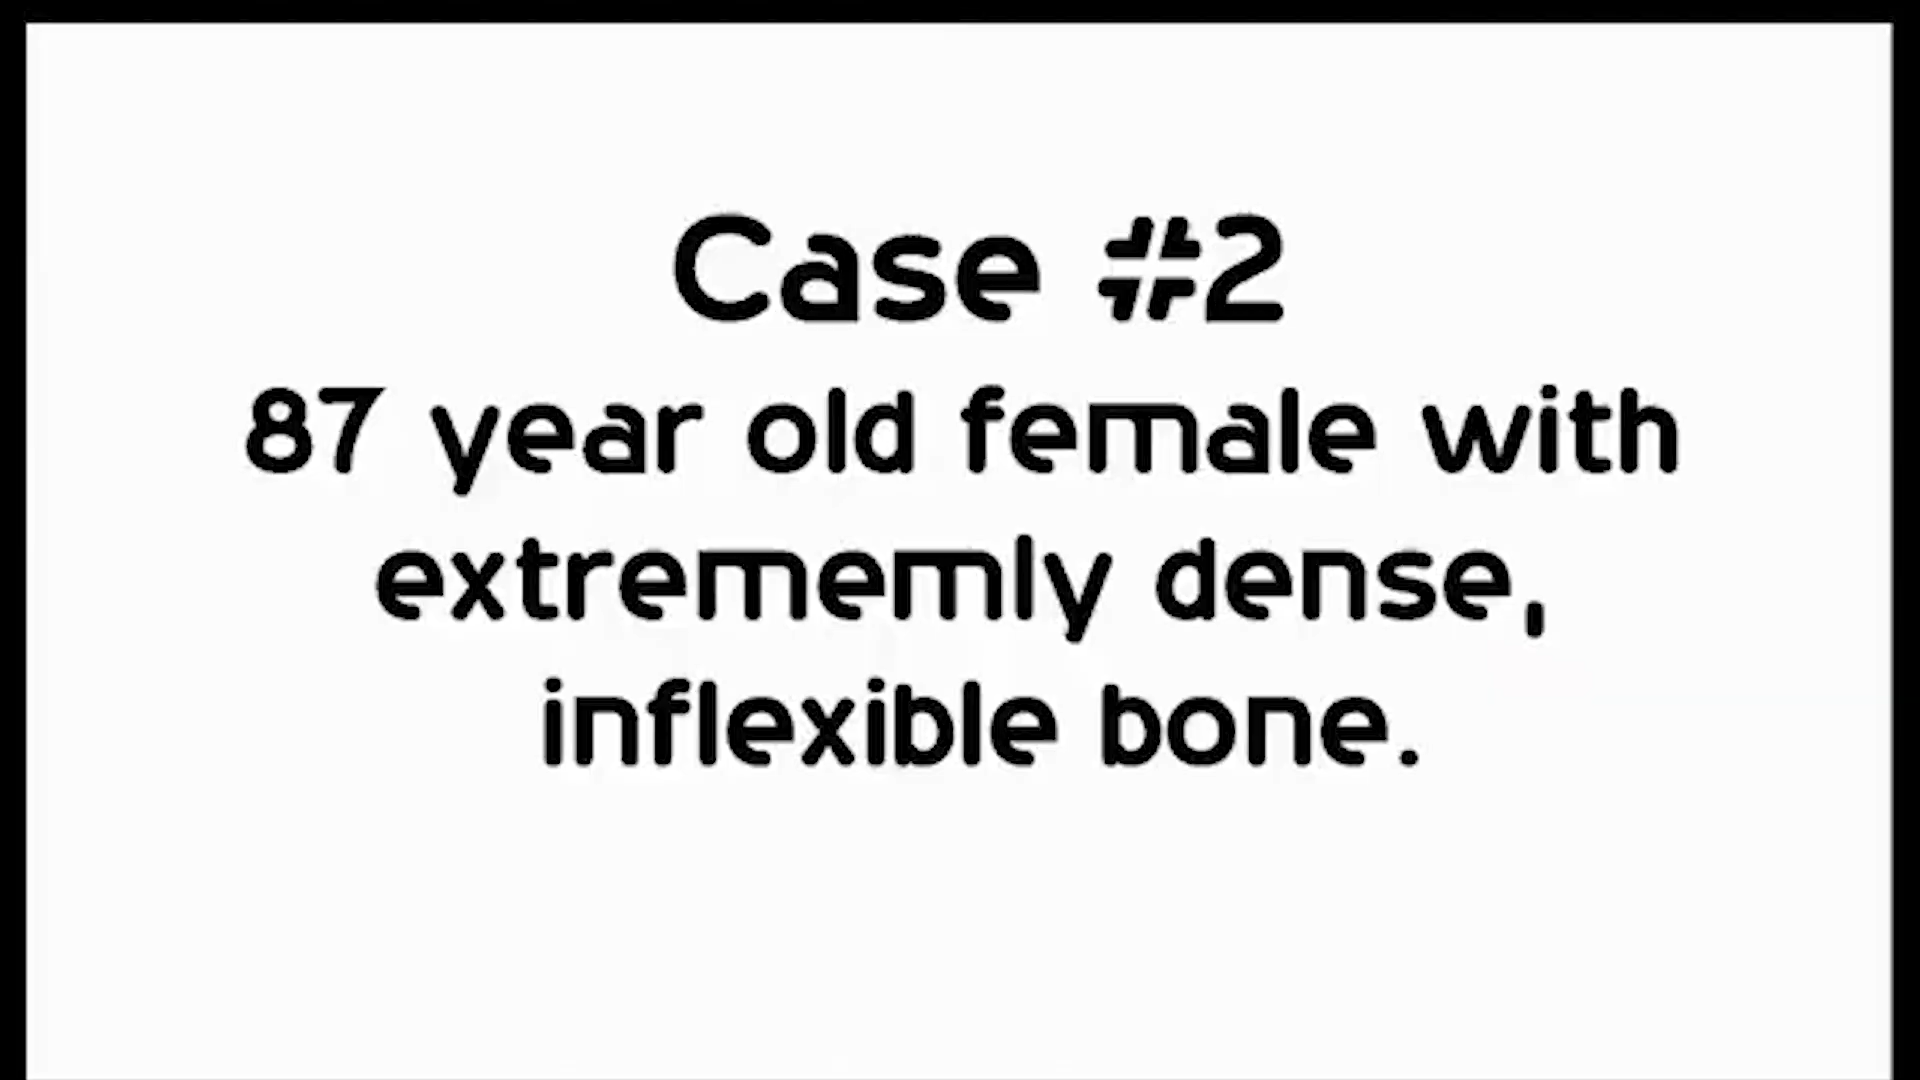 Case #2
87 year old female with
extrememly dense,
inflexible bone.